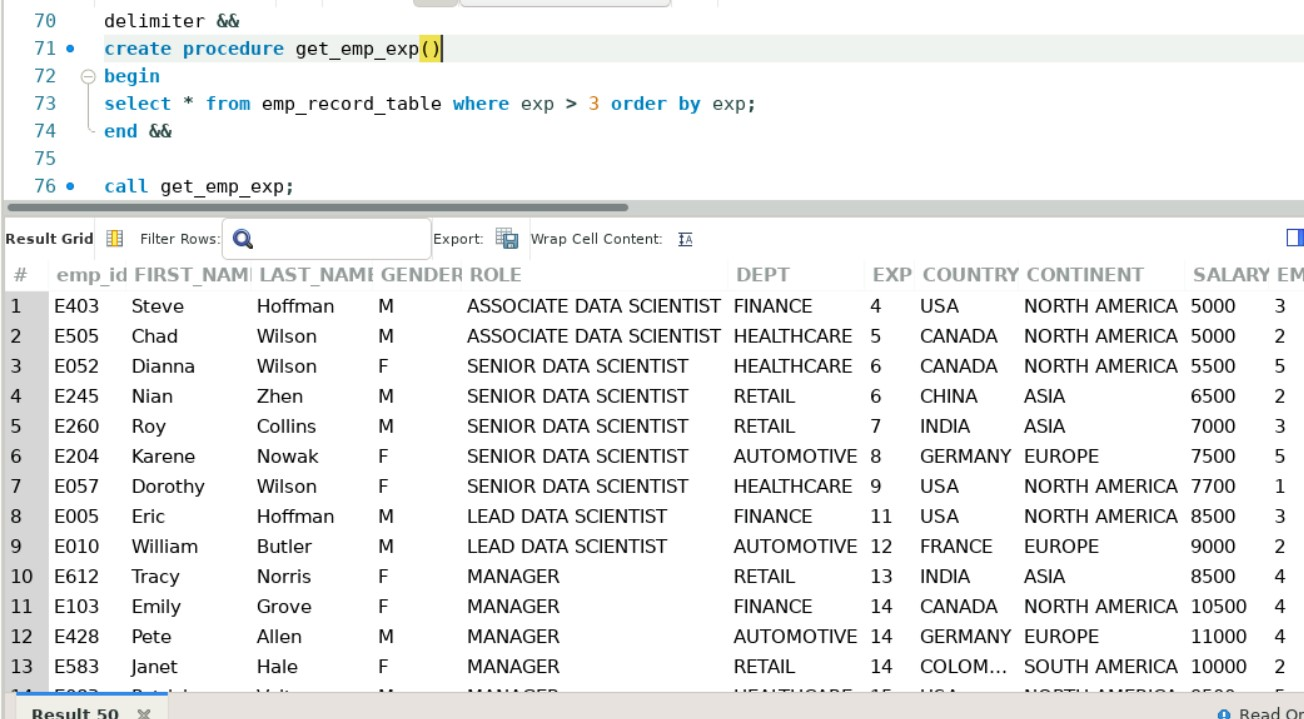 70 delimiter &&
71 create procedure get_emp_exp()
72 begin
73 select * from emp_record_table where exp > 3 order by exp;
74 end &&
75
76 call get_emp_exp;
Result Grid Filter Rows: Export: Wrap Cell Content:
# emp_id FIRST_NAM LAST_NAME GENDER ROLE DEPT EXP COUNTRY CONTINENT SALARY EM
1 E403 Steve Hoffman M ASSOCIATE DATA SCIENTIST FINANCE 4 USA NORTH AMERICA 5000 3
2 E505 Chad Wilson M ASSOCIATE DATA SCIENTIST HEALTHCARE 5 CANADA NORTH AMERICA 5000 2
3 E052 Dianna Wilson F SENIOR DATA SCIENTIST HEALTHCARE 6 CANADA NORTH AMERICA 5500 5
4 E245 Nian Zhen M SENIOR DATA SCIENTIST RETAIL 6 CHINA ASIA 6500 2
5 E260 Roy Collins M SENIOR DATA SCIENTIST RETAIL 7 INDIA ASIA 7000 3
6 E204 Karene Nowak F SENIOR DATA SCIENTIST AUTOMOTIVE 8 GERMANY EUROPE 7500 5
7 E057 Dorothy Wilson F SENIOR DATA SCIENTIST HEALTHCARE 9 USA NORTH AMERICA 7700 1
8 E005 Eric Hoffman M LEAD DATA SCIENTIST FINANCE 11 USA NORTH AMERICA 8500 3
9 E010 William Butler M LEAD DATA SCIENTIST AUTOMOTIVE 12 FRANCE EUROPE 9000 2
10 E612 Tracy Norris F MANAGER RETAIL 13 INDIA ASIA 8500 4
11 E103 Emily Grove F MANAGER FINANCE 14 CANADA NORTH AMERICA 10500 4
12 E428 Pete Allen M MANAGER AUTOMOTIVE 14 GERMANY EUROPE 11000 4
13 E583 Janet Hale F MANAGER RETAIL 14 COLOM... SOUTH AMERICA 10000 2
Result 50 Read On